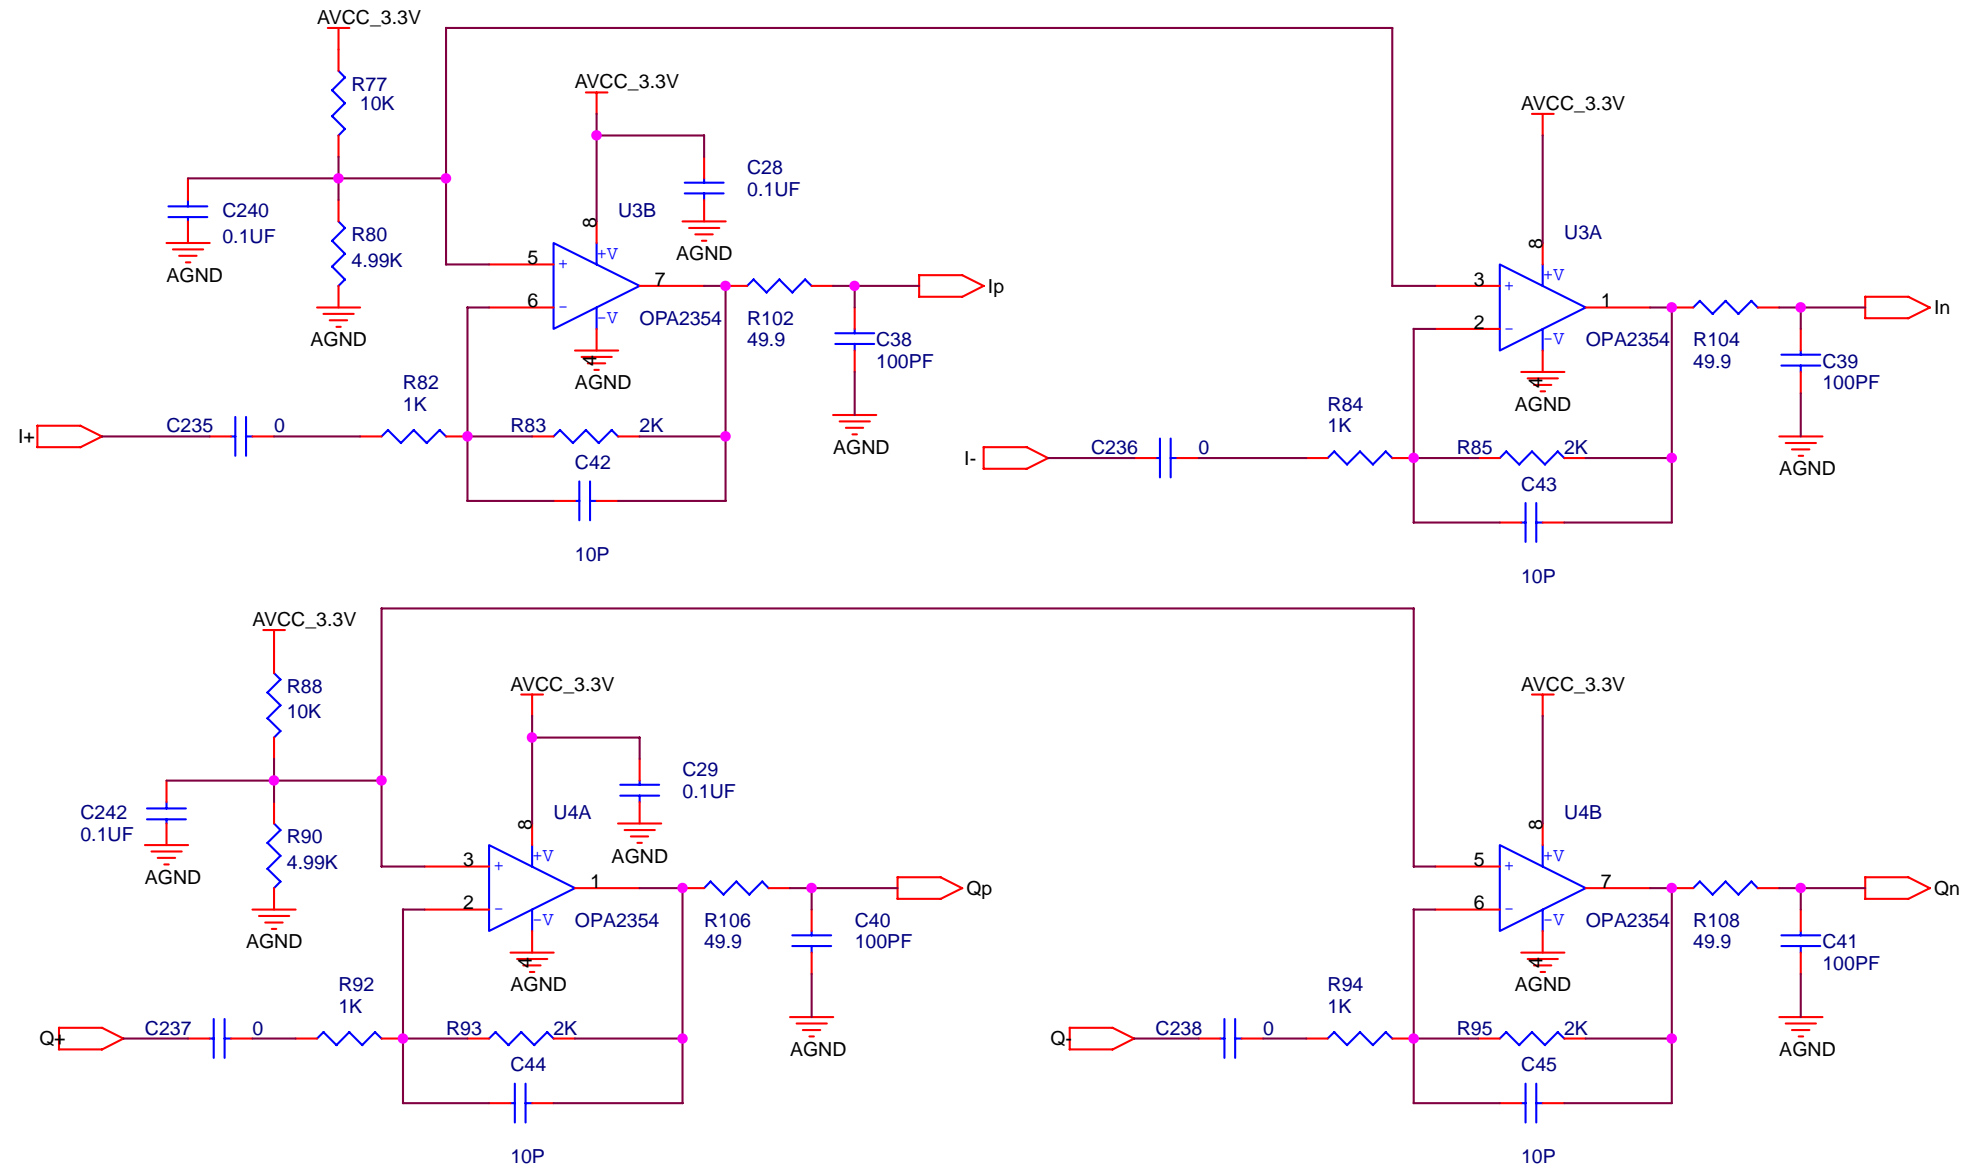 AVCC_3.3V
R77
10K
C240
0.1UF
R80
4.99K
AGND
AGND
AVCC_3.3V
C28
0.1UF
AGND
U3B
8
+V
5
+
6
-
7
-V
4
AGND
OPA2354
R102
49.9
Ip
C38
100PF
AGND
I+
C235
0
R82
1K
R83
2K
C42
10P
AVCC_3.3V
U3A
8
+V
3
+
2
-
1
-V
4
AGND
OPA2354
R104
49.9
In
C39
100PF
AGND
I-
C236
0
R84
1K
R85
2K
C43
10P
AVCC_3.3V
R88
10K
C242
0.1UF
R90
4.99K
AGND
AGND
AVCC_3.3V
C29
0.1UF
AGND
U4A
8
+V
3
+
2
-
1
-V
4
AGND
OPA2354
R106
49.9
Qp
C40
100PF
AGND
Q+
C237
0
R92
1K
R93
2K
C44
10P
AVCC_3.3V
U4B
8
+V
5
+
6
-
7
-V
4
AGND
OPA2354
R108
49.9
Qn
C41
100PF
AGND
Q-
C238
0
R94
1K
R95
2K
C45
10P